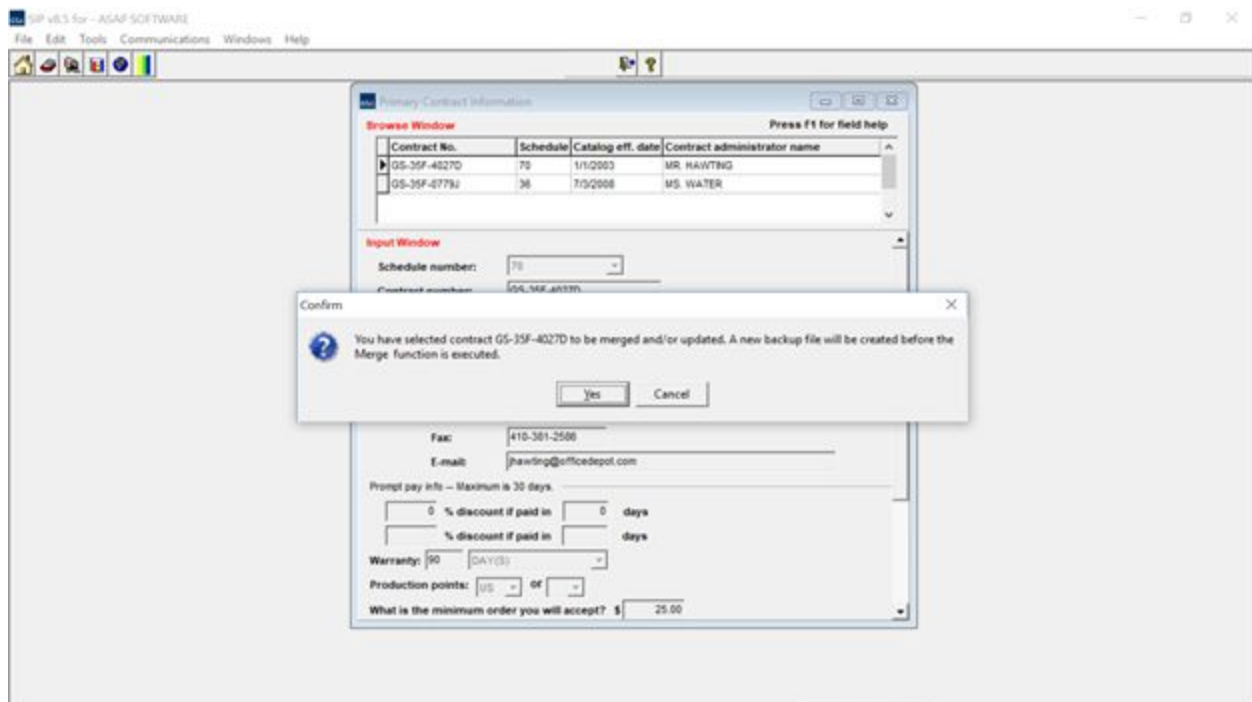 SIP v8.5 for - ASAP SOFTWARE
File Edit Tools Communications Windows Help
Primary Contract Information
Browse Window Press F1 for field help
Contract No. Schedule Catalog eff. date Contract administrator name
GS-35F-4027D 70 1/1/2003 MR. HAWTING
GS-35F-0779J 36 7/3/2008 MS. WATER
Input Window
Schedule number: 70
Contract number: GS-35F-4027D
Confirm
You have selected contract GS-35F-4027D to be merged and/or updated. A new backup file will be created before the
Merge function is executed.
Yes Cancel
Fax: 410-381-2586
E-mail: jhawting@officedepot.com
Prompt pay info -- Maximum is 30 days.
0 % discount if paid in 0 days
% discount if paid in days
Warranty: 90 DAY(S)
Production points: US or
What is the minimum order you will accept? $ 25.00